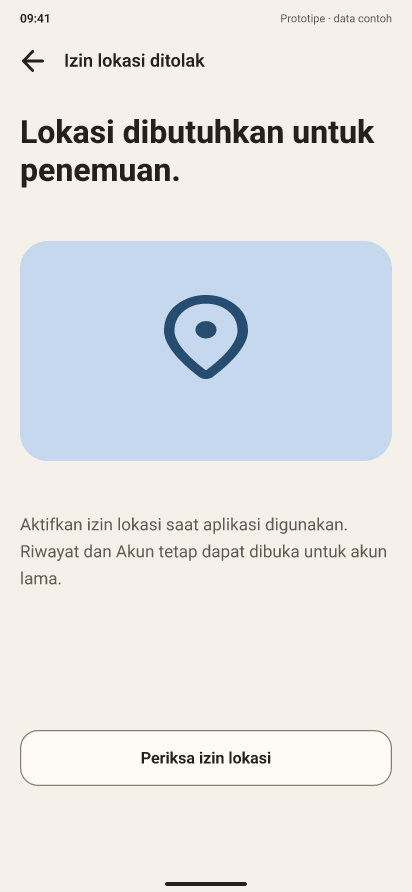 09:41
Prototipe · data contoh
Izin lokasi ditolak
Lokasi dibutuhkan untuk
penemuan.
Aktifkan izin lokasi saat aplikasi digunakan.
Riwayat dan Akun tetap dapat dibuka untuk akun
lama.
Periksa izin lokasi